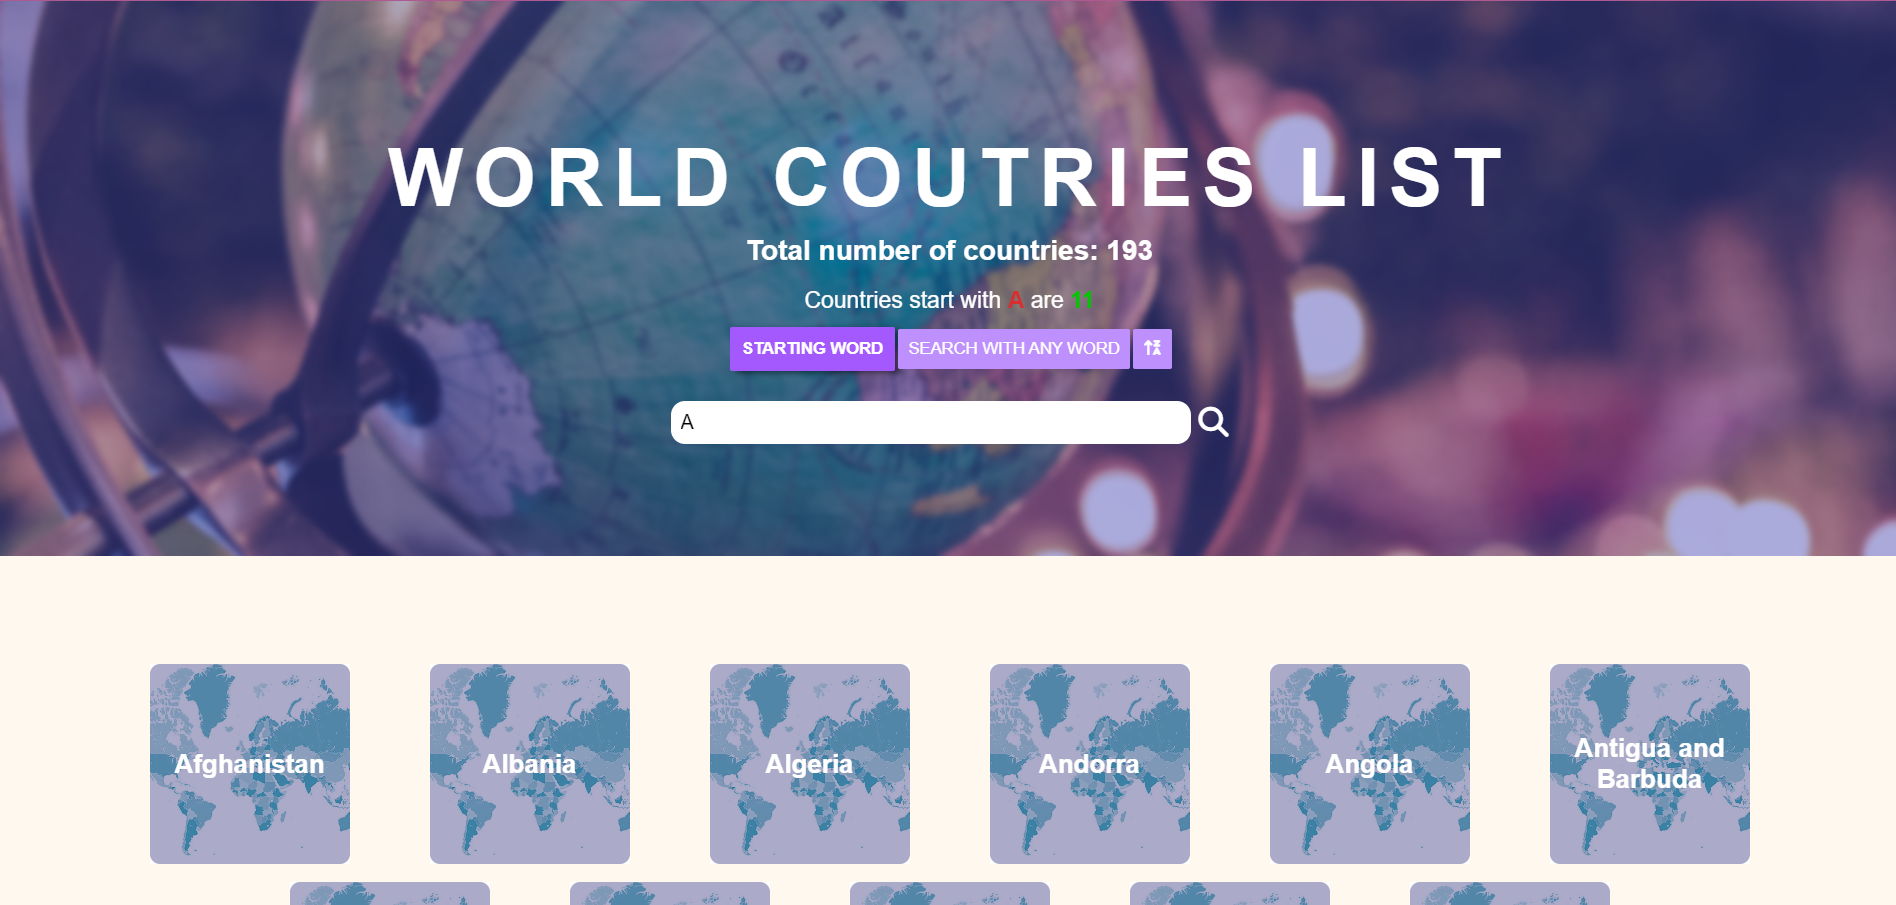 WORLD COUTRIES LIST
Total number of countries: 193
Countries start with A are 11
STARTING WORD SEARCH WITH ANY WORD
A
Afghanistan Albania Algeria Andorra Angola Antigua and
Barbuda